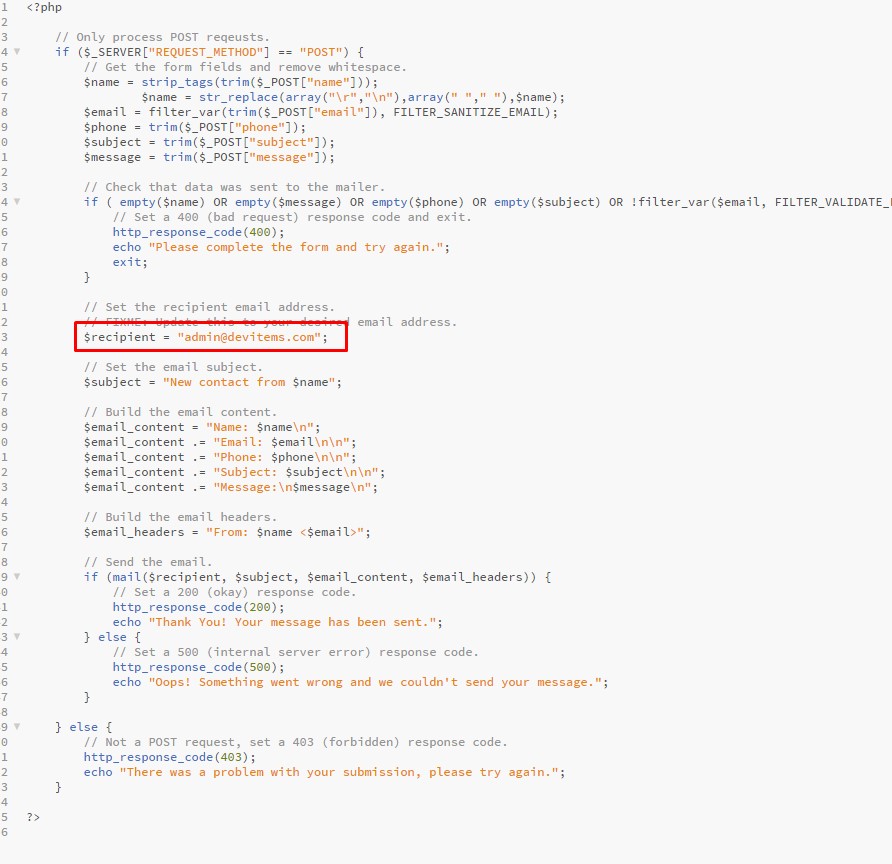 1 <?php
2
3 // Only process POST reqeusts.
4 if ($_SERVER["REQUEST_METHOD"] == "POST") {
5 // Get the form fields and remove whitespace.
6 $name = strip_tags(trim($_POST["name"]));
7 $name = str_replace(array("\r","\n"),array(" "," "),$name);
8 $email = filter_var(trim($_POST["email"]), FILTER_SANITIZE_EMAIL);
9 $phone = trim($_POST["phone"]);
0 $subject = trim($_POST["subject"]);
1 $message = trim($_POST["message"]);
2
3 // Check that data was sent to the mailer.
4 if ( empty($name) OR empty($message) OR empty($phone) OR empty($subject) OR !filter_var($email, FILTER_VALIDATE_
5 // Set a 400 (bad request) response code and exit.
6 http_response_code(400);
7 echo "Please complete the form and try again.";
8 exit;
9 }
0
1 // Set the recipient email address.
2 // FIXME: Update this to your desired email address.
3 $recipient = "admin@devitems.com";
4
5 // Set the email subject.
6 $subject = "New contact from $name";
7
8 // Build the email content.
9 $email_content = "Name: $name\n";
0 $email_content .= "Email: $email\n\n";
1 $email_content .= "Phone: $phone\n\n";
2 $email_content .= "Subject: $subject\n\n";
3 $email_content .= "Message:\n$message\n";
4
5 // Build the email headers.
6 $email_headers = "From: $name <$email>";
7
8 // Send the email.
9 if (mail($recipient, $subject, $email_content, $email_headers)) {
0 // Set a 200 (okay) response code.
1 http_response_code(200);
2 echo "Thank You! Your message has been sent.";
3 } else {
4 // Set a 500 (internal server error) response code.
5 http_response_code(500);
6 echo "Oops! Something went wrong and we couldn't send your message.";
7 }
8
9 } else {
0 // Not a POST request, set a 403 (forbidden) response code.
1 http_response_code(403);
2 echo "There was a problem with your submission, please try again.";
3 }
4
5 ?>
6